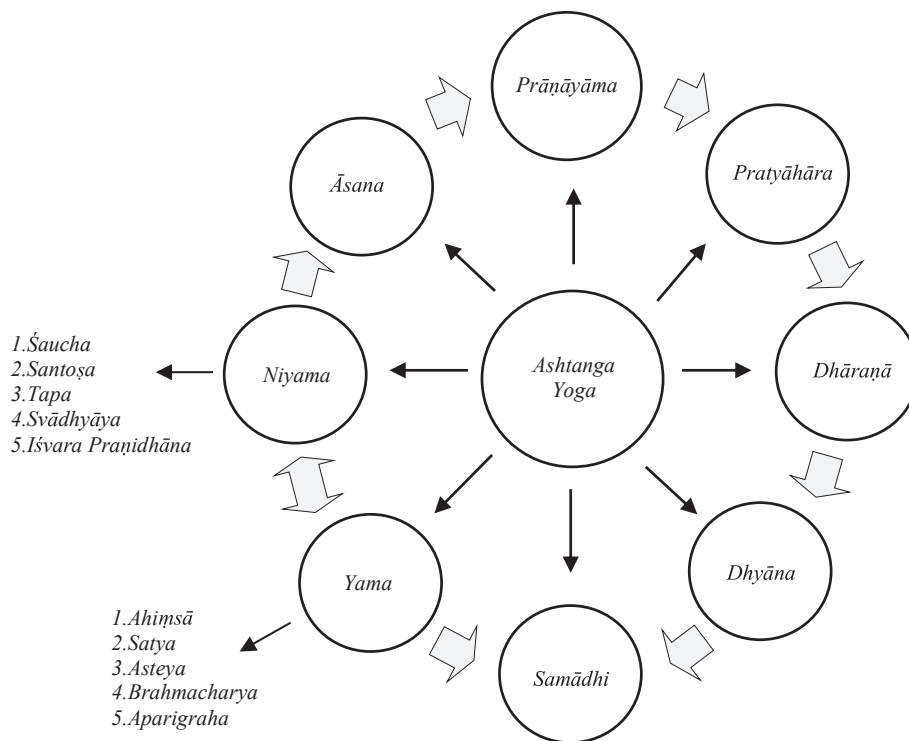 Prāṇāyāma
Āsana
Pratyāhāra
1.Śaucha
2.Santoṣa
3.Tapa
4.Svādhyāya
5.Iśvara Praṇidhāna
Niyama
Ashtanga
Yoga
Dhāraṇā
Yama
Dhyāna
1.Ahiṃsā
2.Satya
3.Asteya
4.Brahmacharya
5.Aparigraha
Samādhi